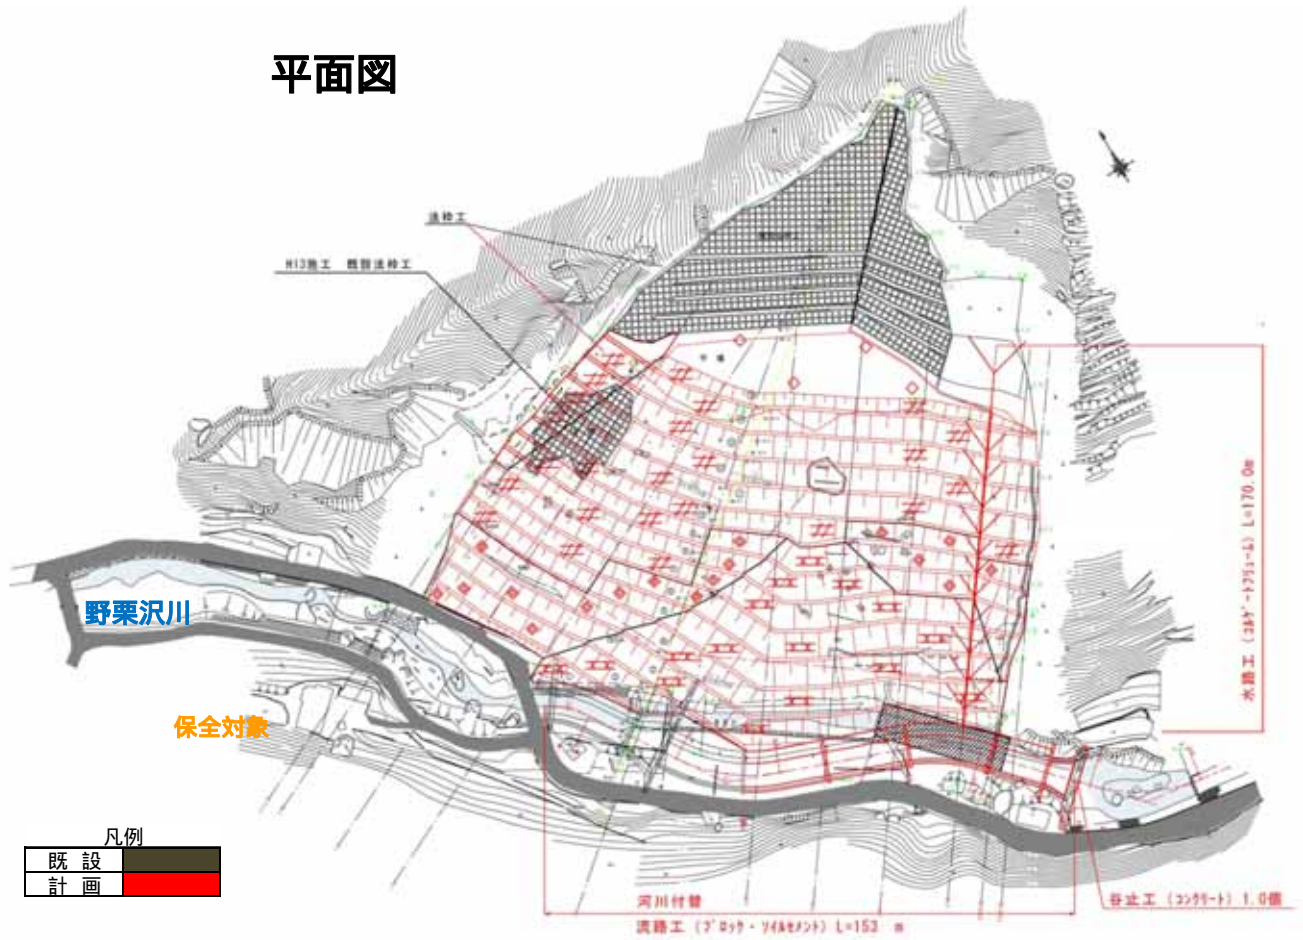 平面図
法枠工
H13施工 既設法枠工
平場
水路工 (コルゲートフリューム) L=170.0m
野栗沢川
保全対象
凡例
既 設
計 画
河川付替
流路工 (ブロック・ソイルセメント) L=153 m
谷止工 (コンクリート) 1.0個